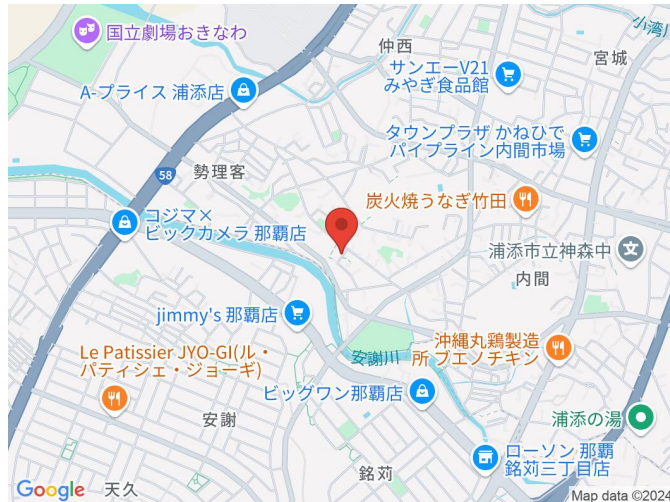 国立劇場おきなわ
仲西
小湾川
宮城
サンエーV21
みやぎ食品館
A-プライス 浦添店
タウンプラザ かねひで
パイプライン内間市場
勢理客
58
炭火焼うなぎ竹田
コジマ×
ビックカメラ 那覇店
浦添市立神森中
内間
jimmy's 那覇店
沖縄丸鶏製造
所 ブエノチキン
Le Patissier JYO-GI(ル・
パティシェ・ジョーギ)
安謝川
ビッグワン那覇店
安謝
浦添の湯
ローソン 那覇
銘苅三丁目店
銘苅
天久
Google
Map data ©2024